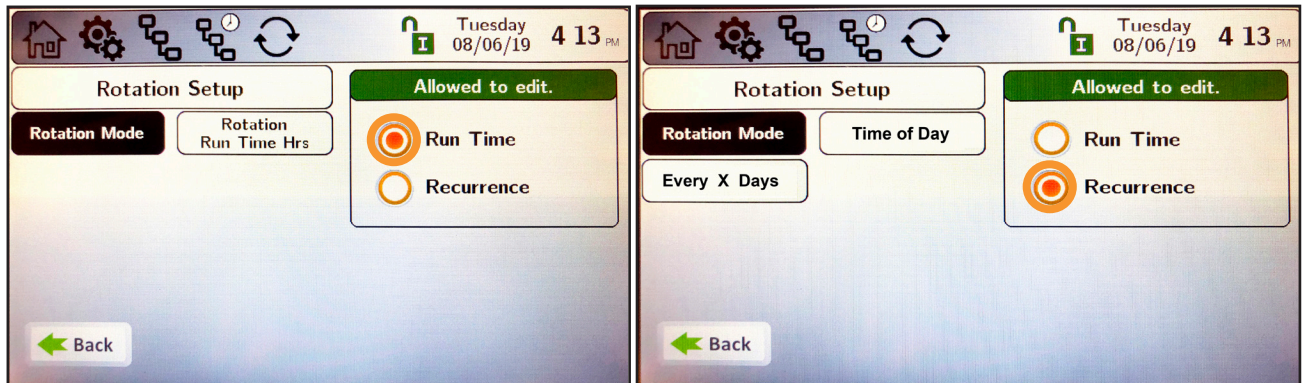 Tuesday
08/06/19
4 13 PM
I
Rotation Setup
Allowed to edit.
Rotation Mode
Rotation
Run Time Hrs
Run Time
Recurrence
Back
Tuesday
08/06/19
4 13 PM
I
Rotation Setup
Allowed to edit.
Rotation Mode
Time of Day
Run Time
Every X Days
Recurrence
Back